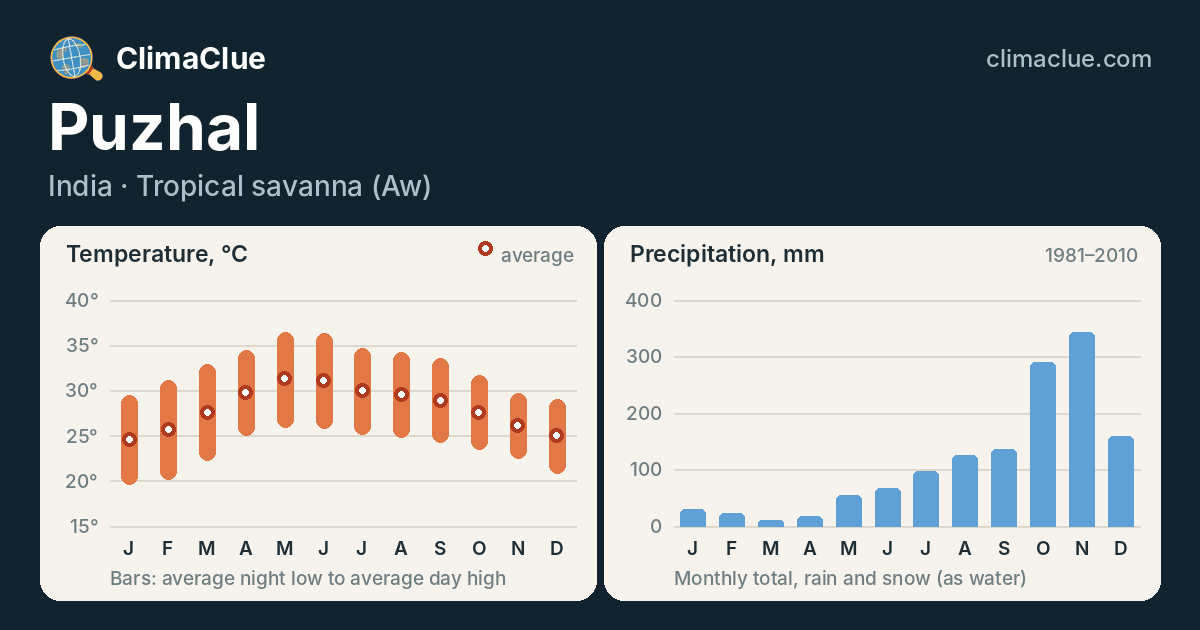 ClimaClue
climaclue.com
Puzhal
India · Tropical savanna (Aw)
Temperature, °C
average
40°
35°
30°
25°
20°
15°
J F M A M J J A S O N D
Bars: average night low to average day high
Precipitation, mm
1981–2010
400
300
200
100
0
J F M A M J J A S O N D
Monthly total, rain and snow (as water)